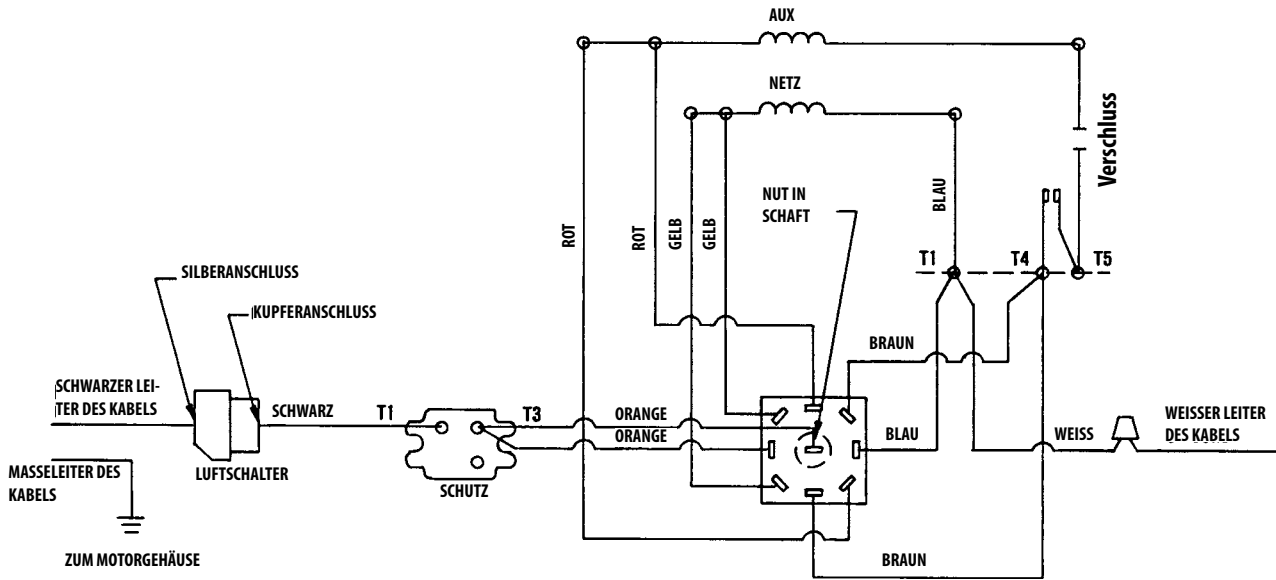 AUX
NETZ
Verschluss
NUT IN
SCHAFT
BLAU
ROT
ROT
GELB
GELB
T1
T4
T5
SILBERANSCHLUSS
KUPFERANSCHLUSS
BRAUN
SCHWARZER LEI-
TER DES KABELS
SCHWARZ
T1
T3
ORANGE
ORANGE
BLAU
WEISS
WEISSER LEITER
DES KABELS
MASSELEITER DES
KABELS
LUFTSCHALTER
SCHUTZ
ZUM MOTORGEHÄUSE
BRAUN